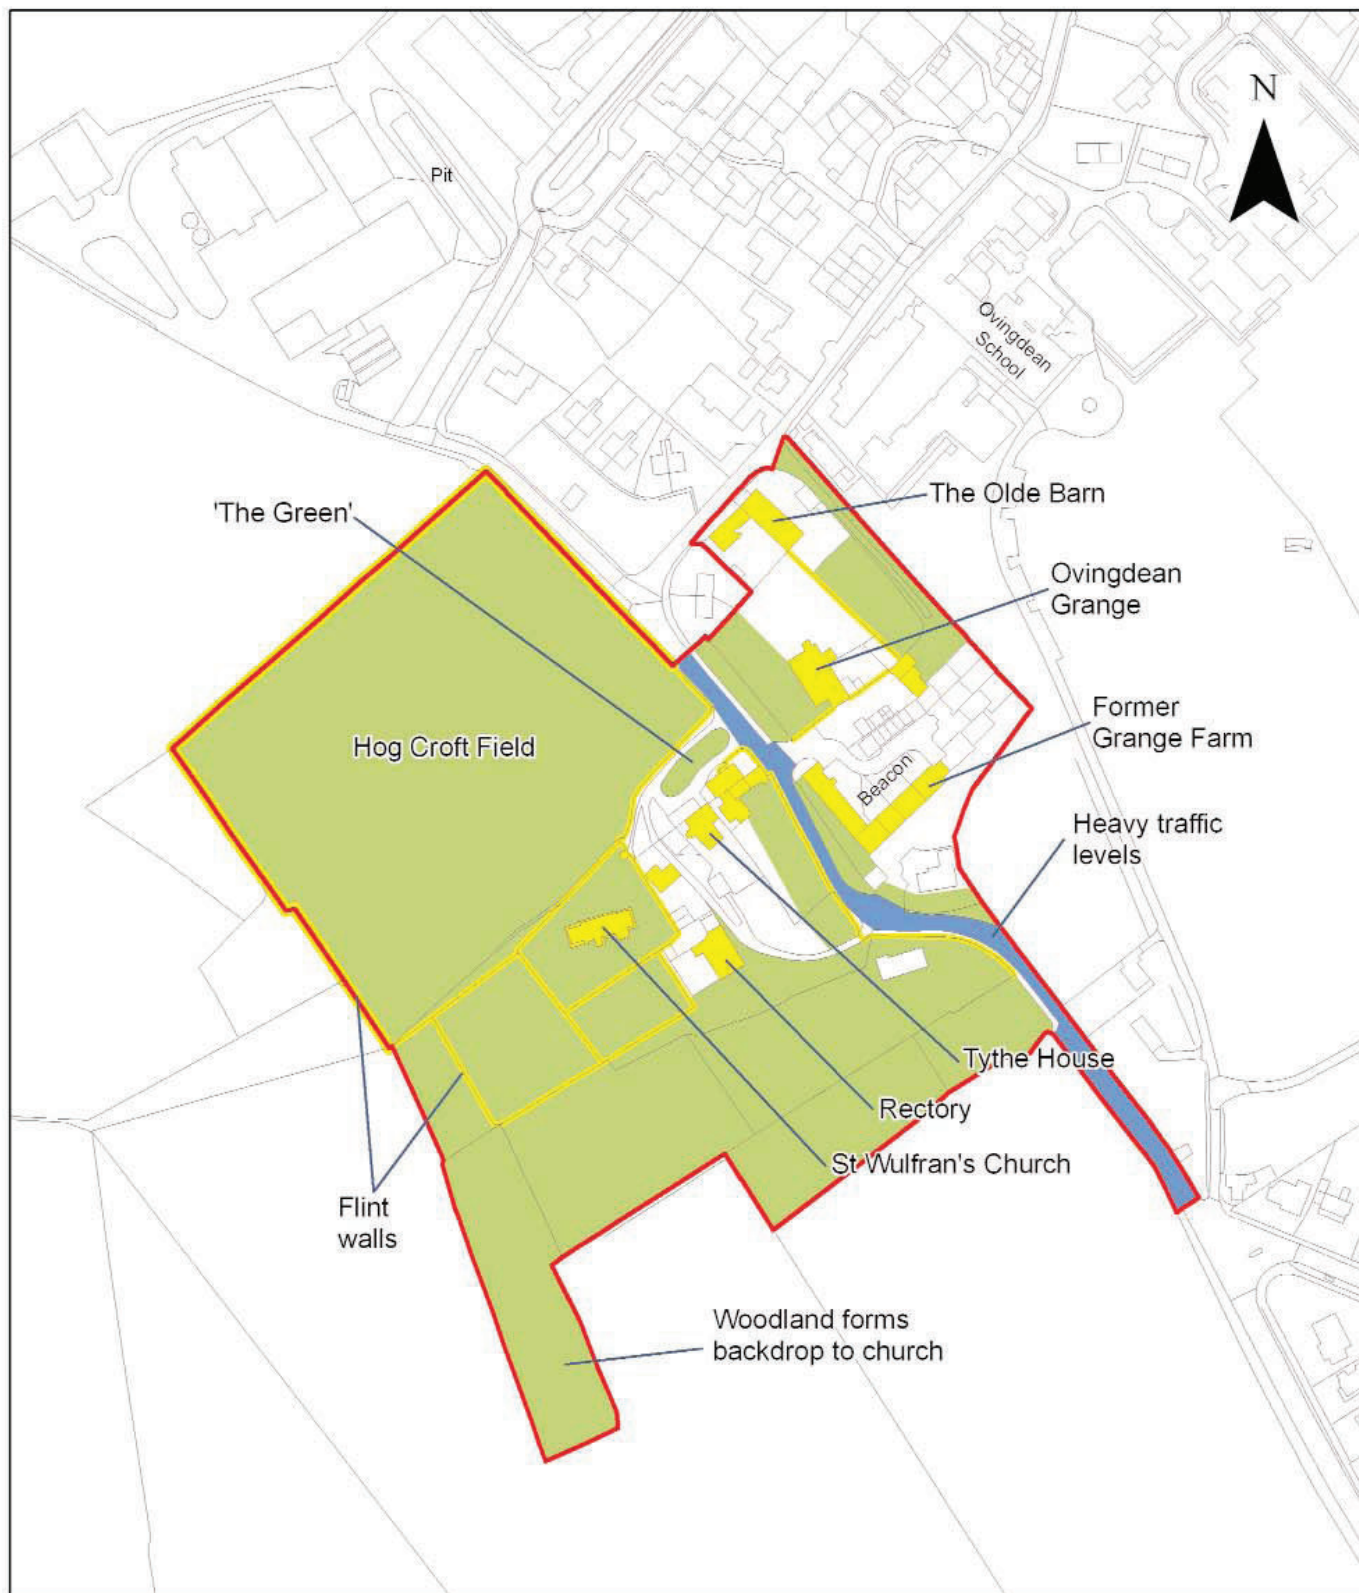 N
Pit
Ovingdean
School
The Olde Barn
'The Green'
Ovingdean
Grange
Former
Grange Farm
Hog Croft Field
Beacon
Heavy traffic
levels
Tythe House
Rectory
St Wulfran's Church
Flint
walls
Woodland forms
backdrop to church